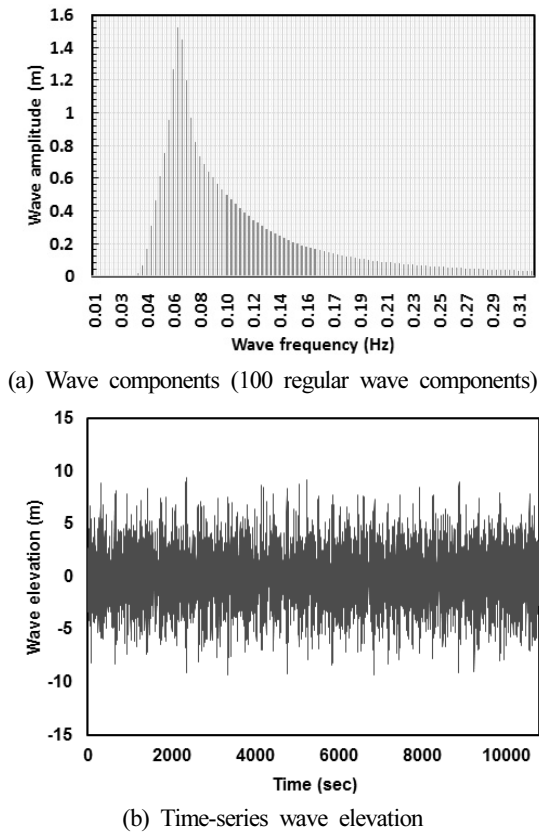 1.6
1.4
1.2
1
0.8
0.6
0.4
0.2
0
Wave amplitude (m)
0.01 0.03 0.04 0.06 0.08 0.10 0.12 0.14 0.16 0.18 0.20 0.21 0.23 0.25 0.27 0.29 0.31
Wave frequency (Hz)
(a) Wave components (100 regular wave components)
15
10
5
0
-5
-10
-15
Wave elevation (m)
0 2000 4000 6000 8000 10000
Time (sec)
(b) Time-series wave elevation